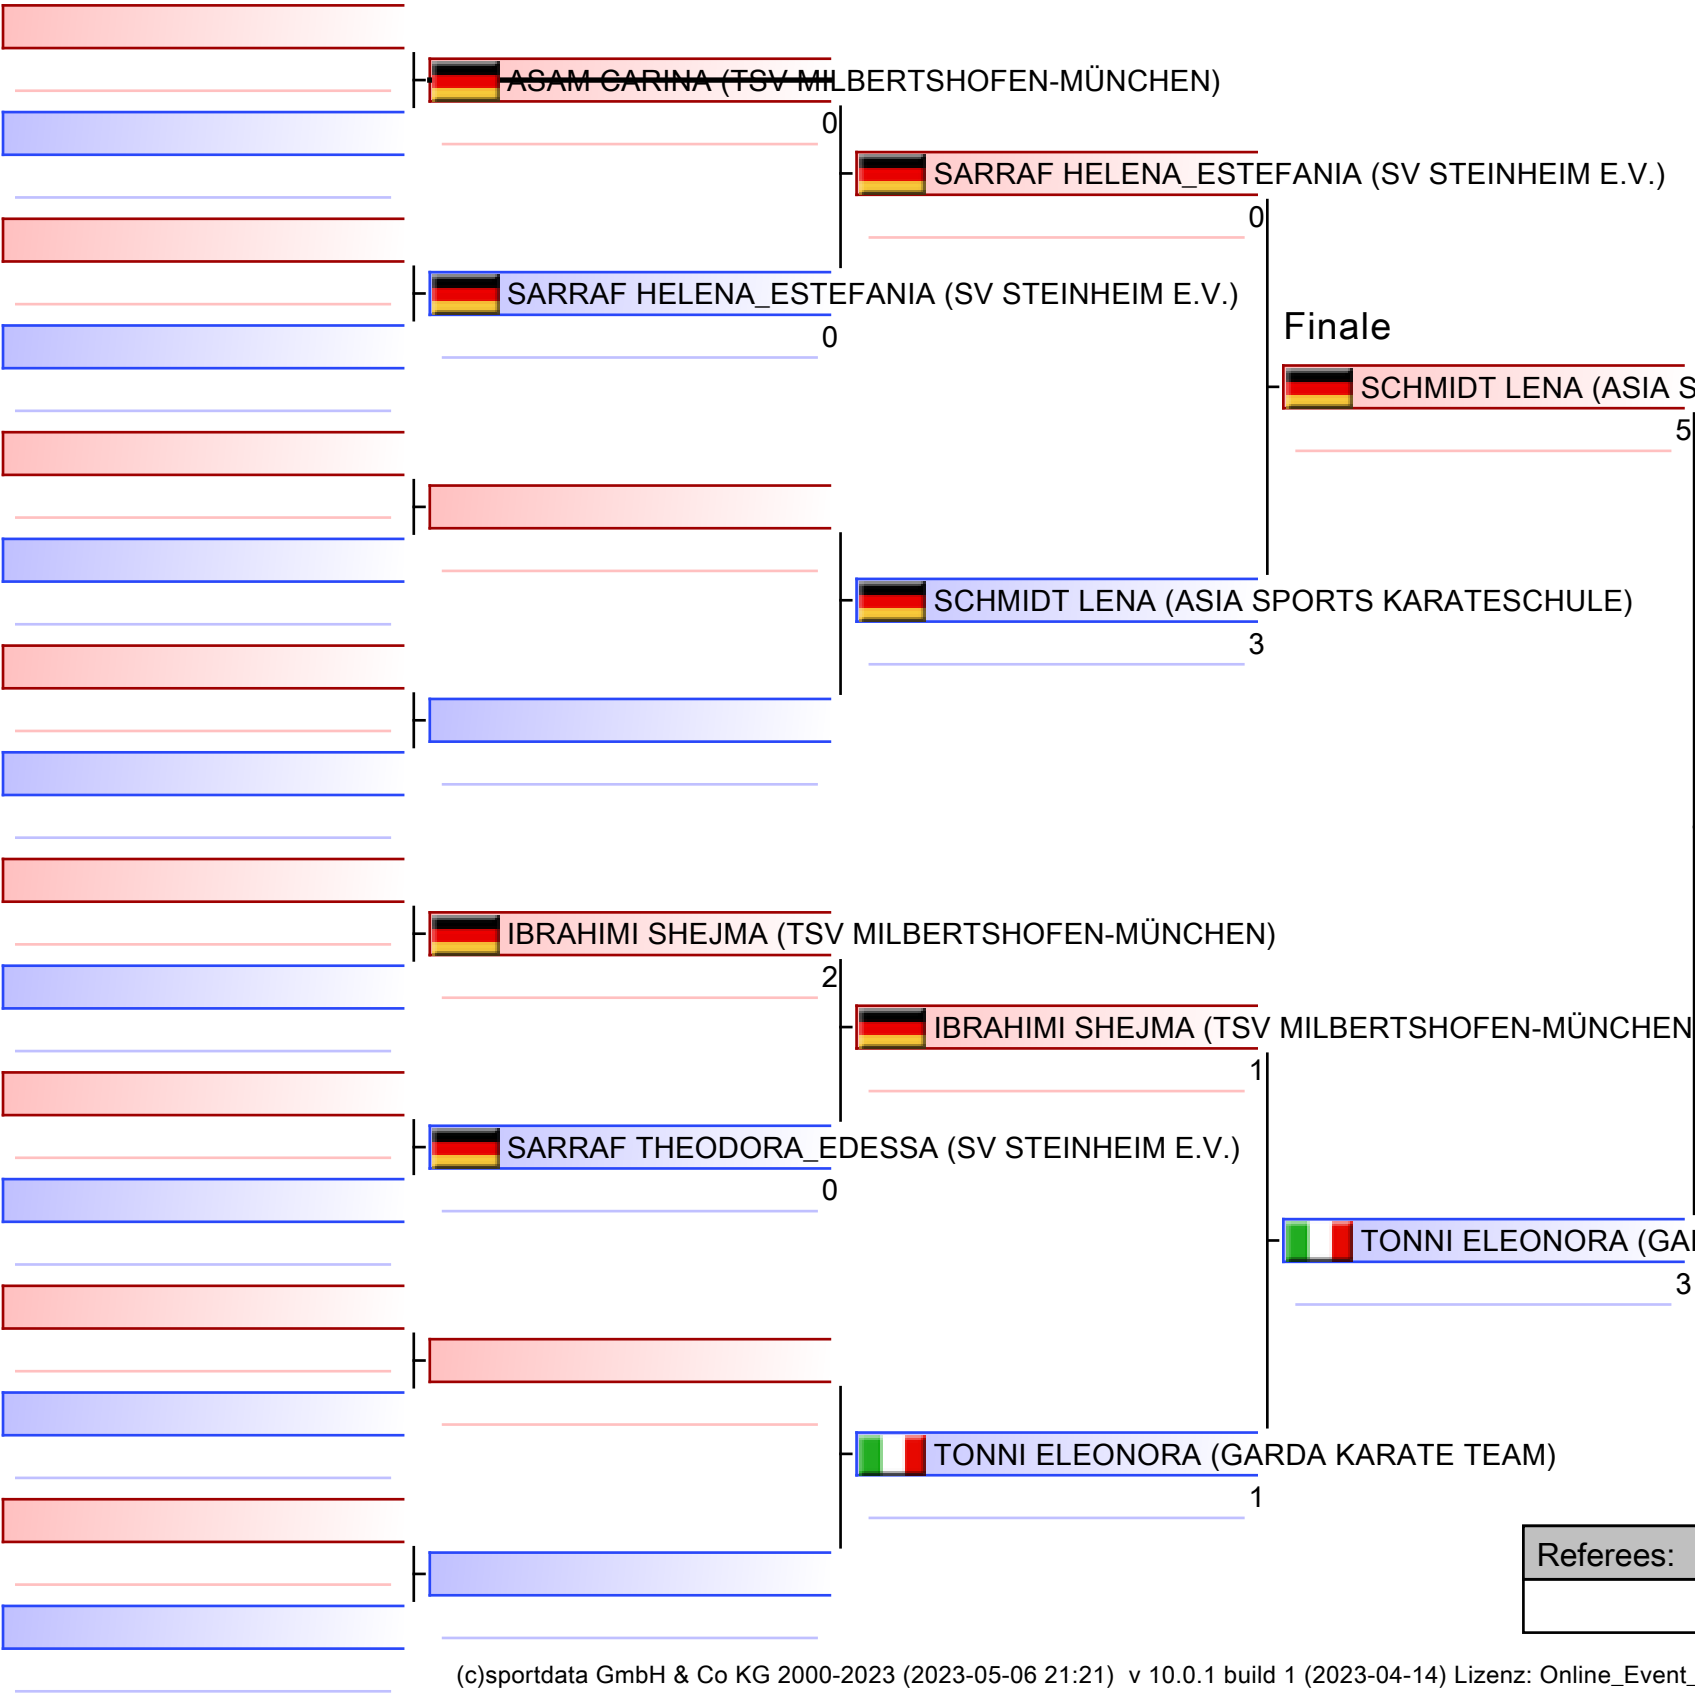 ASAM CARINA (TSV MILBERTSHOFEN-MÜNCHEN)
0
SARRAF HELENA_ESTEFANIA (SV STEINHEIM E.V.)
0
SARRAF HELENA_ESTEFANIA (SV STEINHEIM E.V.)
0
Finale
SCHMIDT LENA (ASIA S
5
SCHMIDT LENA (ASIA SPORTS KARATESCHULE)
3
IBRAHIMI SHEJMA (TSV MILBERTSHOFEN-MÜNCHEN)
2
IBRAHIMI SHEJMA (TSV MILBERTSHOFEN-MÜNCHEN
1
SARRAF THEODORA_EDESSA (SV STEINHEIM E.V.)
0
TONNI ELEONORA (GA
3
TONNI ELEONORA (GARDA KARATE TEAM)
1
Referees:
(c)sportdata GmbH & Co KG 2000-2023 (2023-05-06 21:21) v 10.0.1 build 1 (2023-04-14) Lizenz: Online_Event_